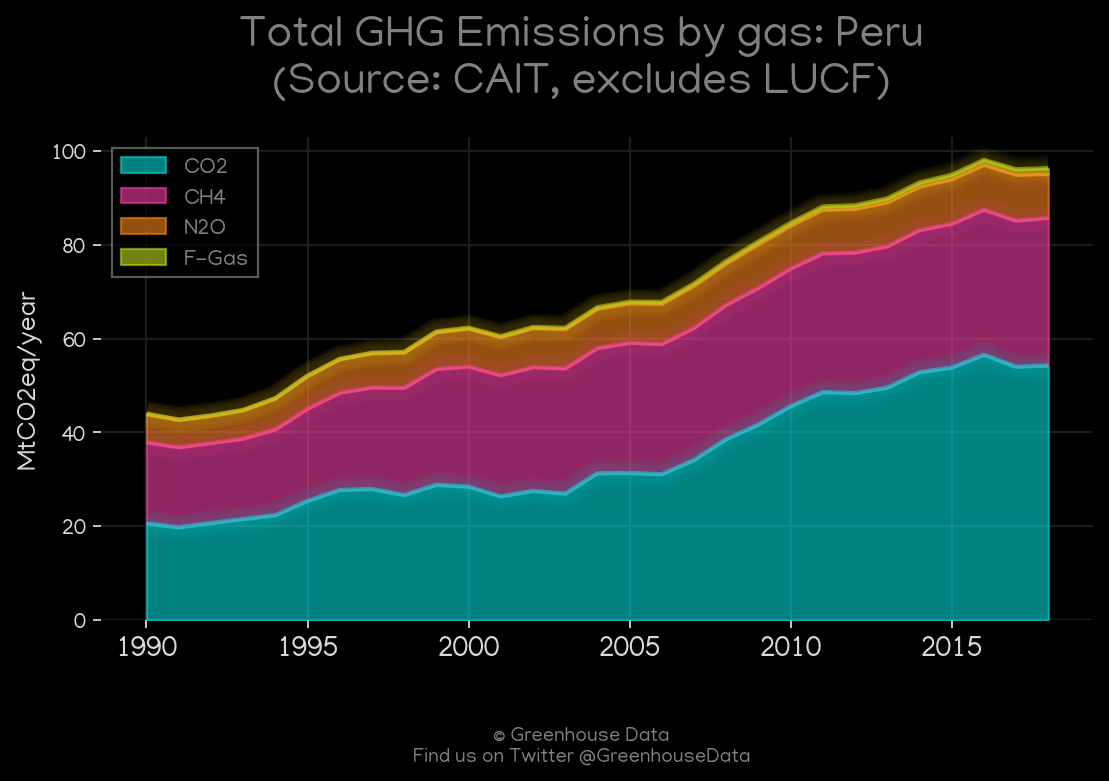 Total GHG Emissions by gas: Peru
(Source: CAIT, excludes LUCF)
100
80
60
40
20
0
MtCO2eq/year
CO2
CH4
N2O
F-Gas
1990 1995 2000 2005 2010 2015
© Greenhouse Data
Find us on Twitter @GreenhouseData